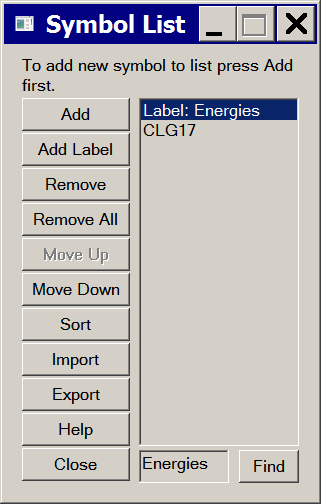 Symbol List
To add new symbol to list press Add
first.
Add
Add Label
Remove
Remove All
Move Up
Move Down
Sort
Import
Export
Help
Close
Label: Energies
CLG17
Energies
Find